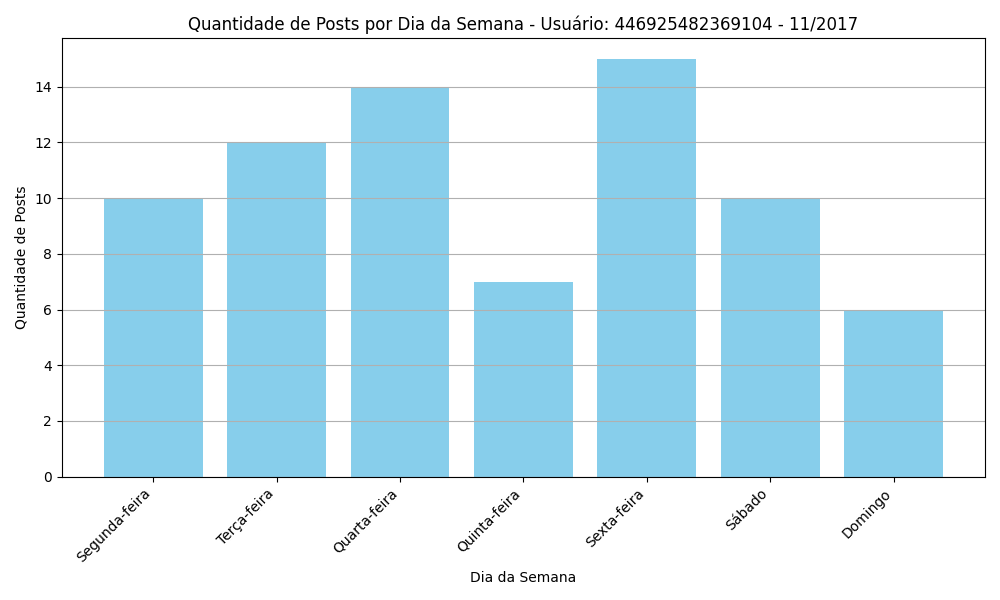 Quantidade de Posts por Dia da Semana - Usuário: 446925482369104 - 11/2017
Quantidade de Posts
14
12
10
8
6
4
2
0
Segunda-feira
Terça-feira
Quarta-feira
Quinta-feira
Sexta-feira
Sábado
Domingo
Dia da Semana